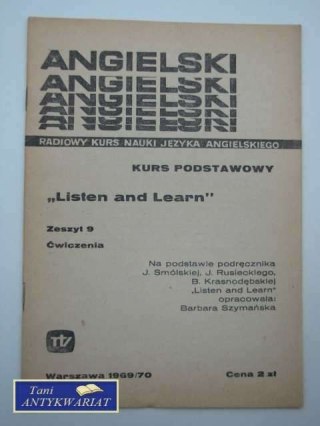 ANGIELSKI
ANGIELSKI
ANGIELSKI
ANGIELSKI
ANGIELSKI
RADIOWY KURS NAUKI JĘZYKA ANGIELSKIEGO
KURS PODSTAWOWY
„Listen and Learn”
Zeszyt 9
Ćwiczenia
Na podstawie podręcznika
J. Smólskiej, J. Rusieckiego,
B. Krasnodębskiej
„Listen and Learn”
opracowała:
Barbara Szymańska
Warszawa 1969/70
Cena 2 zł
Tani
ANTYKWARIAT